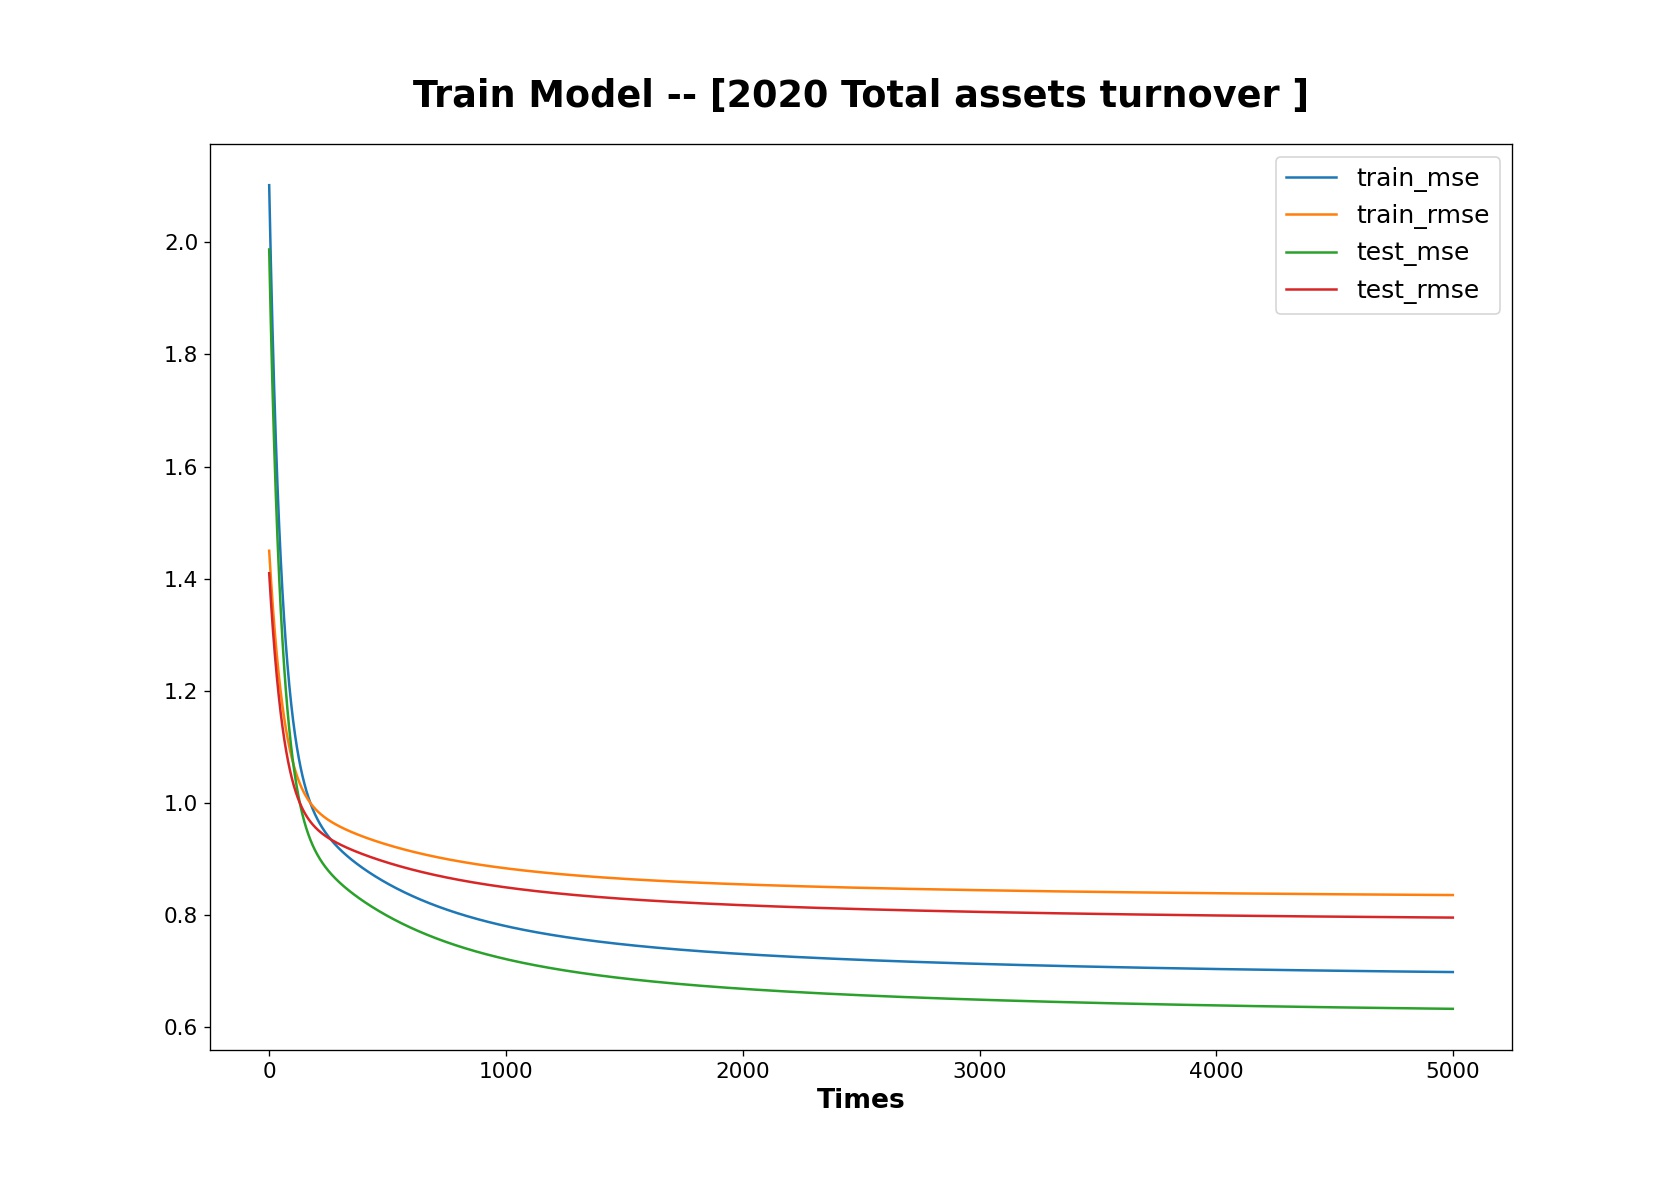 Train Model -- [2020 Total assets turnover ]
train_mse
train_rmse
test_mse
test_rmse
2.0
1.8
1.6
1.4
1.2
1.0
0.8
0.6
0 1000 2000 3000 4000 5000
Times